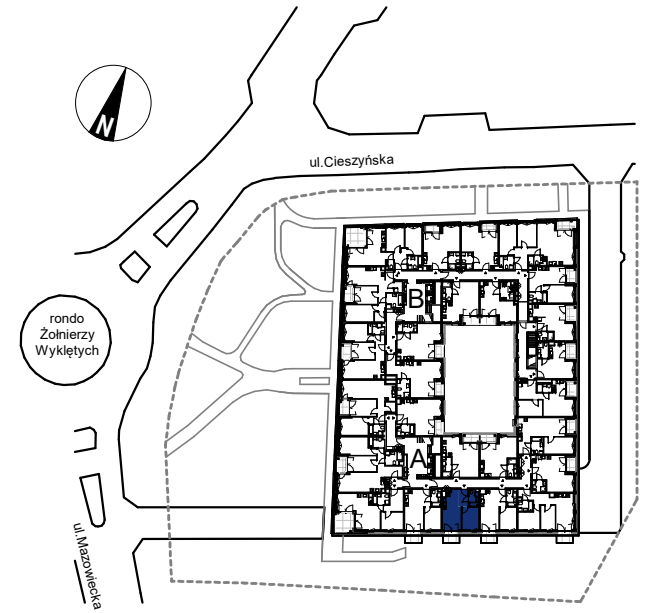 N
ul.Cieszyńska
B
rondo
Żołnierzy
Wyklętych
A
ul.Mazowiecka